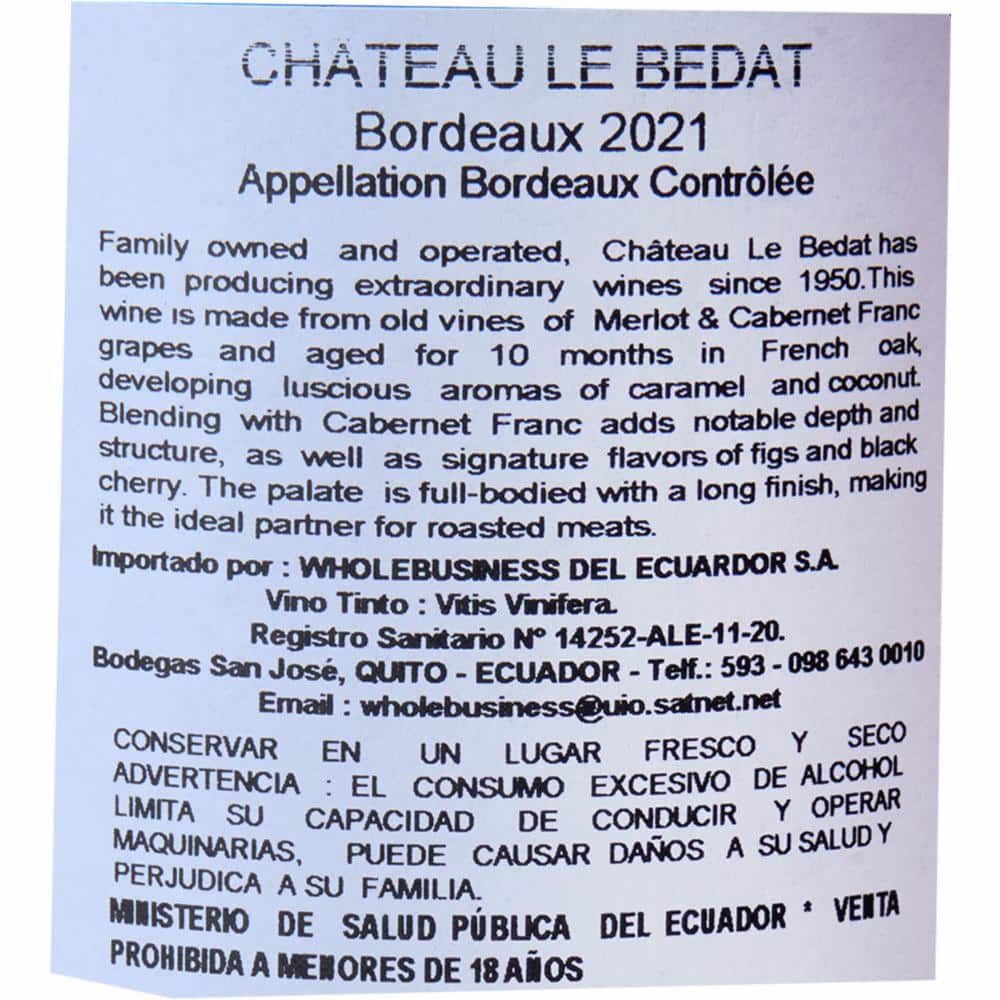 CHÂTEAU LE BEDAT
Bordeaux 2021
Appellation Bordeaux Contrôlée
Family owned and operated, Château Le Bedat has
been producing extraordinary wines since 1950.This
wine is made from old vines of Merlot & Cabernet Franc
grapes and aged for 10 months in French oak,
developing luscious aromas of caramel and coconut.
Blending with Cabernet Franc adds notable depth and
structure, as well as signature flavors of figs and black
cherry. The palate is full-bodied with a long finish, making
it the ideal partner for roasted meats.
Importado por : WHOLEBUSINESS DEL ECUARDOR S.A.
Vino Tinto : Vitis Vinifera.
Registro Sanitario Nº 14252-ALE-11-20.
Bodegas San José, QUITO - ECUADOR - Telf.: 593 - 098 643 0010
Email : wholebusiness@uio.satnet.net
CONSERVAR EN UN LUGAR FRESCO Y SECO
ADVERTENCIA : EL CONSUMO EXCESIVO DE ALCOHOL
LIMITA SU CAPACIDAD DE CONDUCIR Y OPERAR
MAQUINARIAS, PUEDE CAUSAR DAÑOS A SU SALUD Y
PERJUDICA A SU FAMILIA.
MINISTERIO DE SALUD PÚBLICA DEL ECUADOR * VENTA
PROHIBIDA A MENORES DE 18 AÑOS